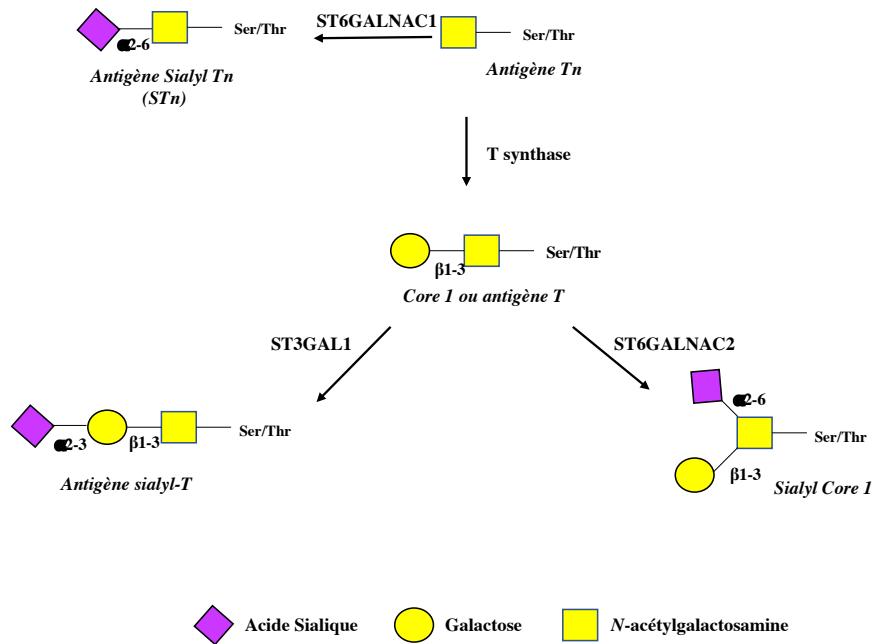 ST6GALNAC1
Ser/Thr
Ser/Thr
2-6
Antigène Sialyl Tn
(STn)
Antigène Tn
T synthase
Ser/Thr
β1-3
Core 1 ou antigène T
ST3GAL1
ST6GALNAC2
2-6
Ser/Thr
Ser/Thr
2-3
β1-3
β1-3
Antigène sialyl-T
Sialyl Core 1
Acide Sialique
Galactose
N-acétylgalactosamine